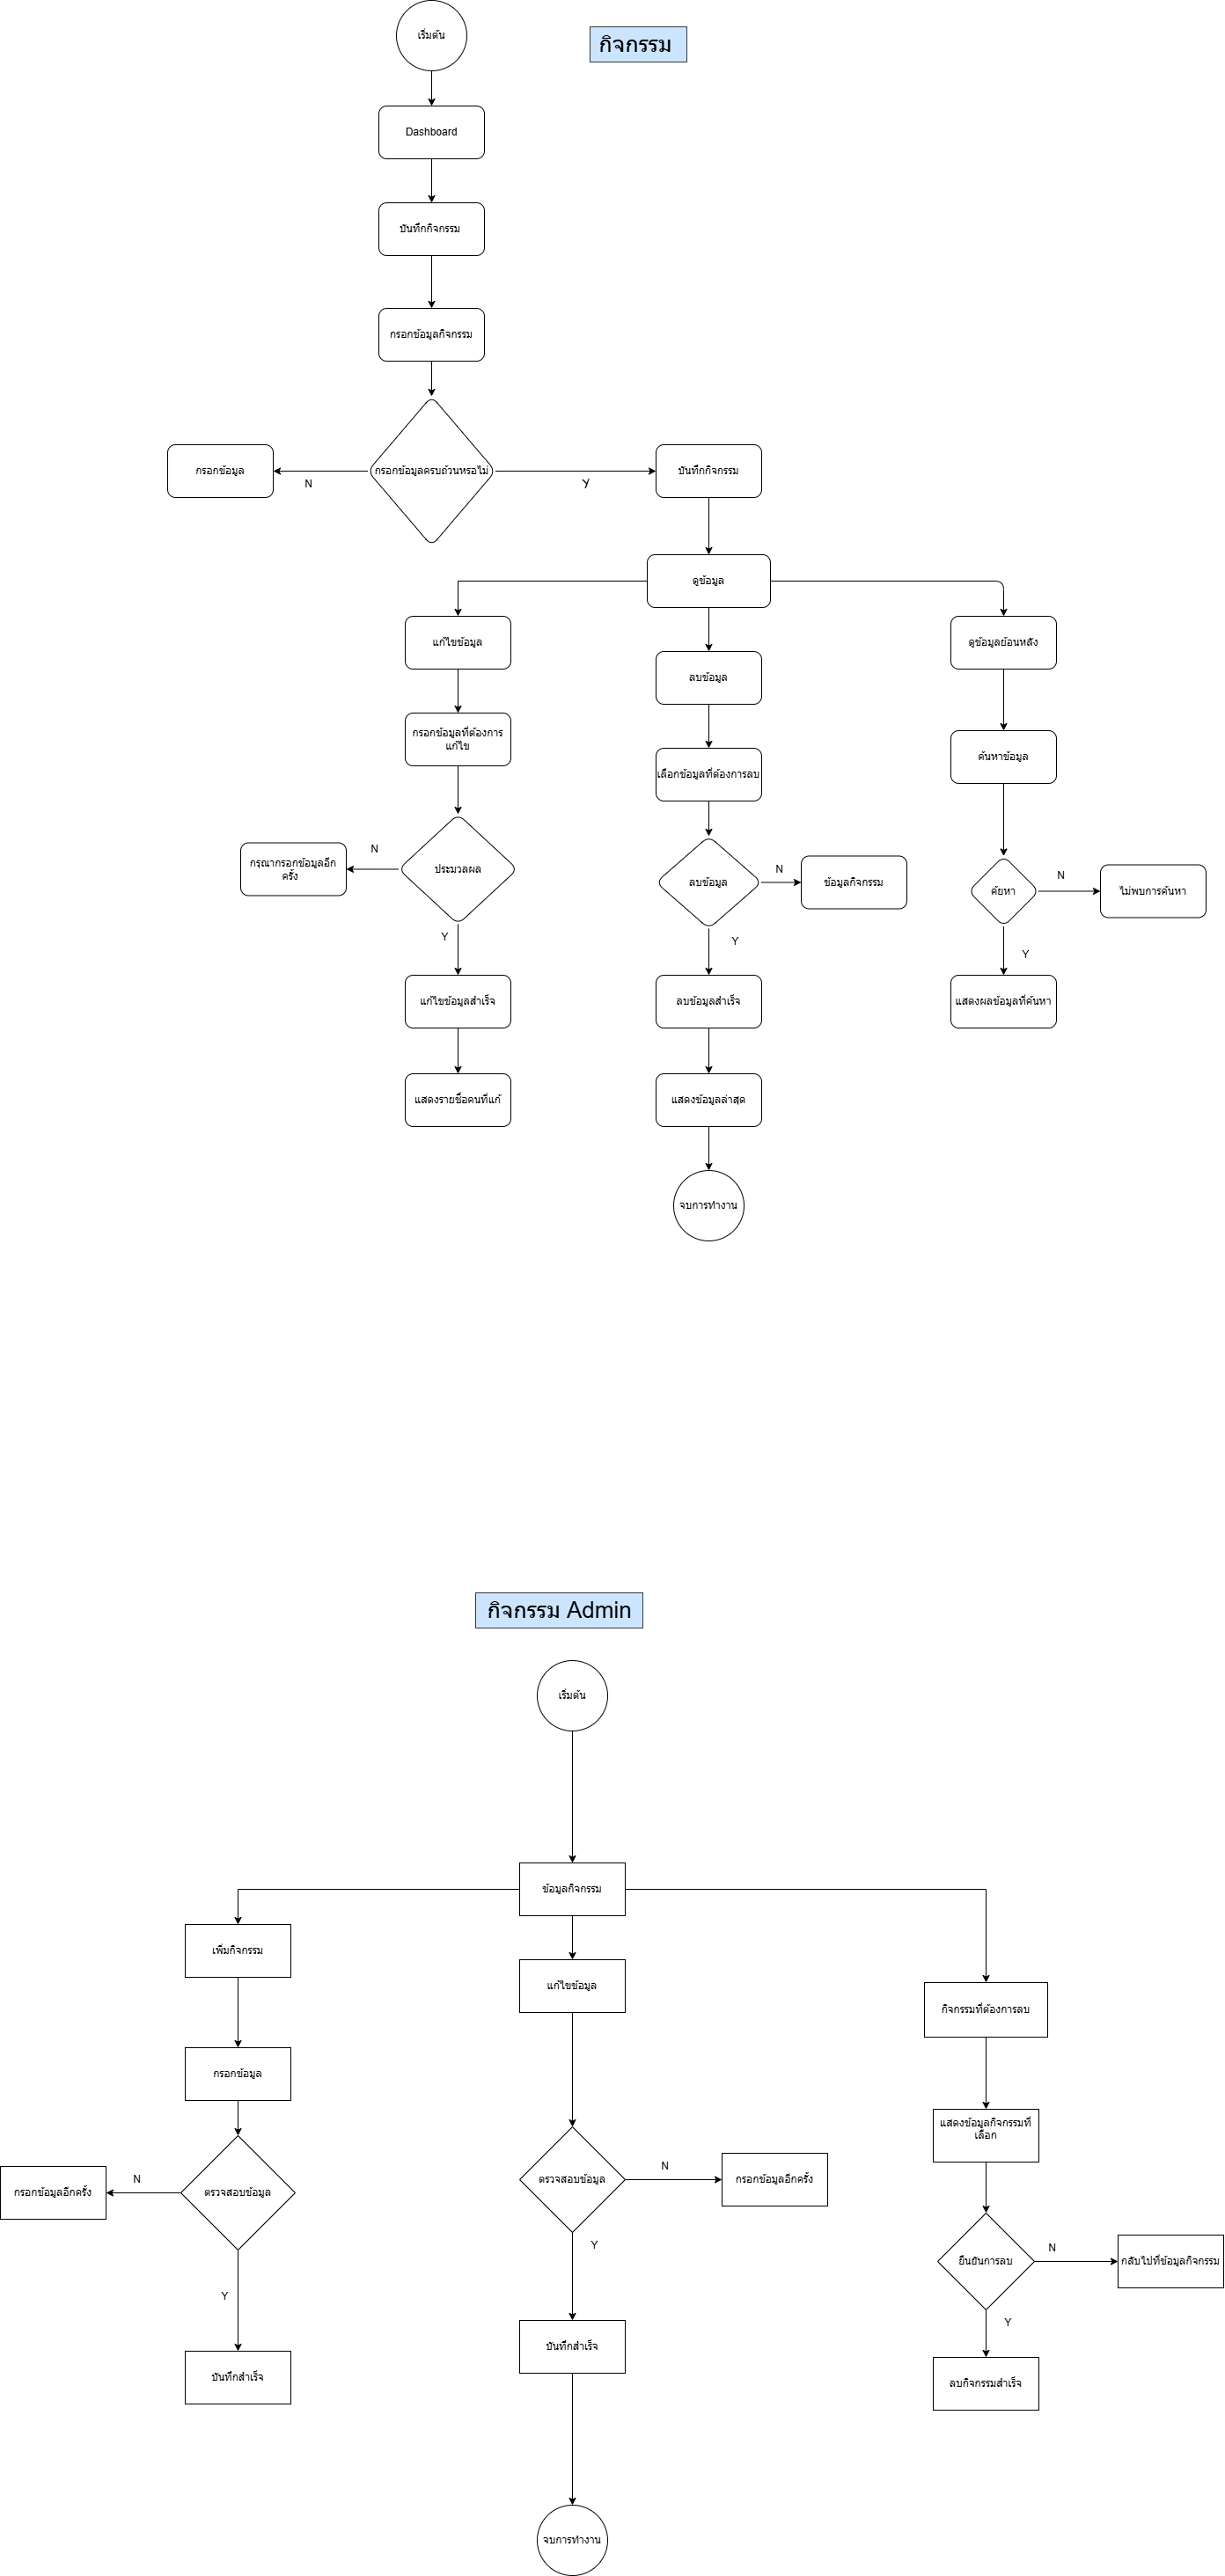 เริ่มต้น
กิจกรรม
Dashboard
บันทึกกิจกรรม
กรอกข้อมูลกิจกรรม
กรอกข้อมูล
กรอกข้อมูลครบถ้วนหรอไม่
บันทึกกิจกรรม
N
Y
ดูข้อมูล
แก้ไขข้อมูล
ลบข้อมูล
ดูข้อมูลย้อนหลัง
กรอกข้อมูลที่ต้องการ
แก้ไข
เลือกข้อมูลที่ต้องการลบ
ค้นหาข้อมูล
กรุณากรอกข้อมูลอีก
ครั้ง
N
ประมวลผล
ลบข้อมูล
N
ข้อมูลกิจกรรม
ค้ยหา
N
ไม่พบการค้นหา
Y
Y
Y
แก้ไขข้อมูลสำเร็จ
ลบข้อมูลสำเร็จ
แสดงผลข้อมูลที่ค้นหา
แสดงรายชื่อคนที่แก้
แสดงข้อมูลล่าสุด
จบการทำงาน
กิจกรรม Admin
เริ่มต้น
ข้อมูลกิจกรรม
เพิ่มกิจกรรม
แก้ไขข้อมูล
กิจกรรมที่ต้องการลบ
กรอกข้อมูล
แสดงข้อมูลกิจกรรมที่
เลือก
กรอกข้อมูลอีกครั้ง
N
ตรวจสอบข้อมูล
ตรวจสอบข้อมูล
N
กรอกข้อมูลอีกครั้ง
ยืนยันการลบ
N
กลับไปที่ข้อมูลกิจกรรม
Y
Y
Y
บันทึกสำเร็จ
บันทึกสำเร็จ
ลบกิจกรรมสำเร็จ
จบการทำงาน